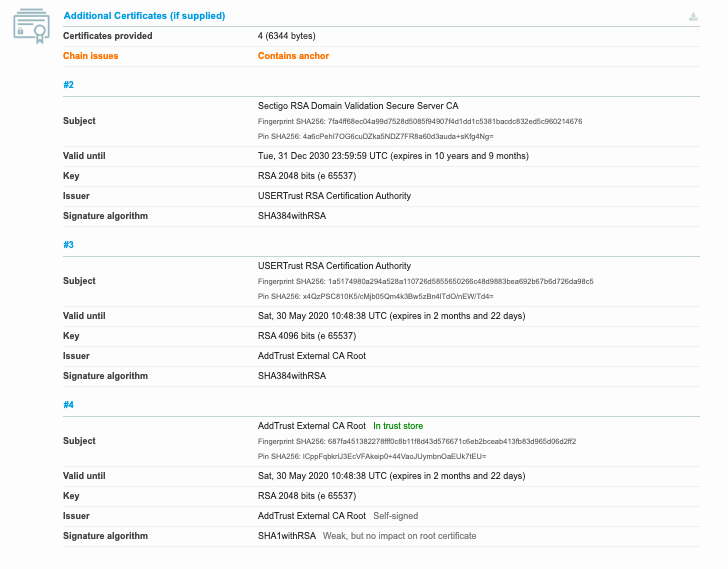 Additional Certificates (if supplied)
Certificates provided 4 (6344 bytes)
Chain issues Contains anchor
#2
Subject Sectigo RSA Domain Validation Secure Server CA
Fingerprint SHA256: 7fa4ff68ec04a99d7528d5085f94907f4d1dd1c5381bacdc832ed5c960214676
Pin SHA256: 4a6cPehI7OG6cuDZka5NDZ7FR8a60d3auda+sKfg4Ng=
Valid until Tue, 31 Dec 2030 23:59:59 UTC (expires in 10 years and 9 months)
Key RSA 2048 bits (e 65537)
Issuer USERTrust RSA Certification Authority
Signature algorithm SHA384withRSA
#3
Subject USERTrust RSA Certification Authority
Fingerprint SHA256: 1a5174980a294a528a110726d5855650266c48d9883bea692b67b6d726da98c5
Pin SHA256: x4QzPSC810K5/cMjb05Qm4k3Bw5zBn4lTdO/nEW/Td4=
Valid until Sat, 30 May 2020 10:48:38 UTC (expires in 2 months and 22 days)
Key RSA 4096 bits (e 65537)
Issuer AddTrust External CA Root
Signature algorithm SHA384withRSA
#4
Subject AddTrust External CA Root In trust store
Fingerprint SHA256: 687fa451382278fff0c8b11f8d43d576671c6eb2bceab413fb83d965d06d2ff2
Pin SHA256: lCppFqbkrlJ3EcVFAkeip0+44VaoJUymbnOaEUk7tEU=
Valid until Sat, 30 May 2020 10:48:38 UTC (expires in 2 months and 22 days)
Key RSA 2048 bits (e 65537)
Issuer AddTrust External CA Root Self-signed
Signature algorithm SHA1withRSA Weak, but no impact on root certificate